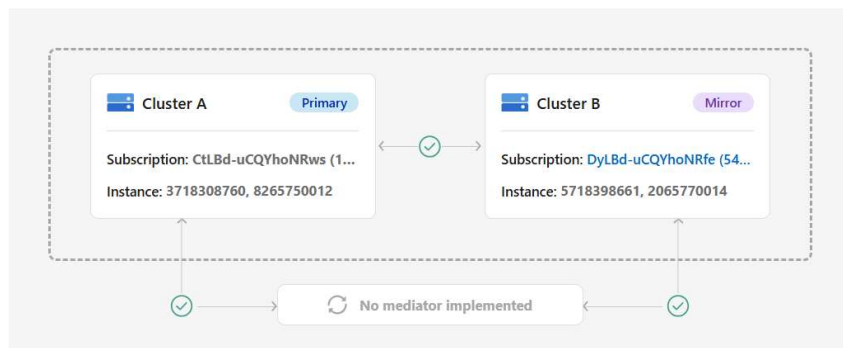 Cluster A
Primary
Subscription: CtLBd-uCQYhoNRws (1...
Instance: 3718308760, 8265750012
Cluster B
Mirror
Subscription: DyLBd-uCQYhoNRfe (54...
Instance: 5718398661, 2065770014
No mediator implemented